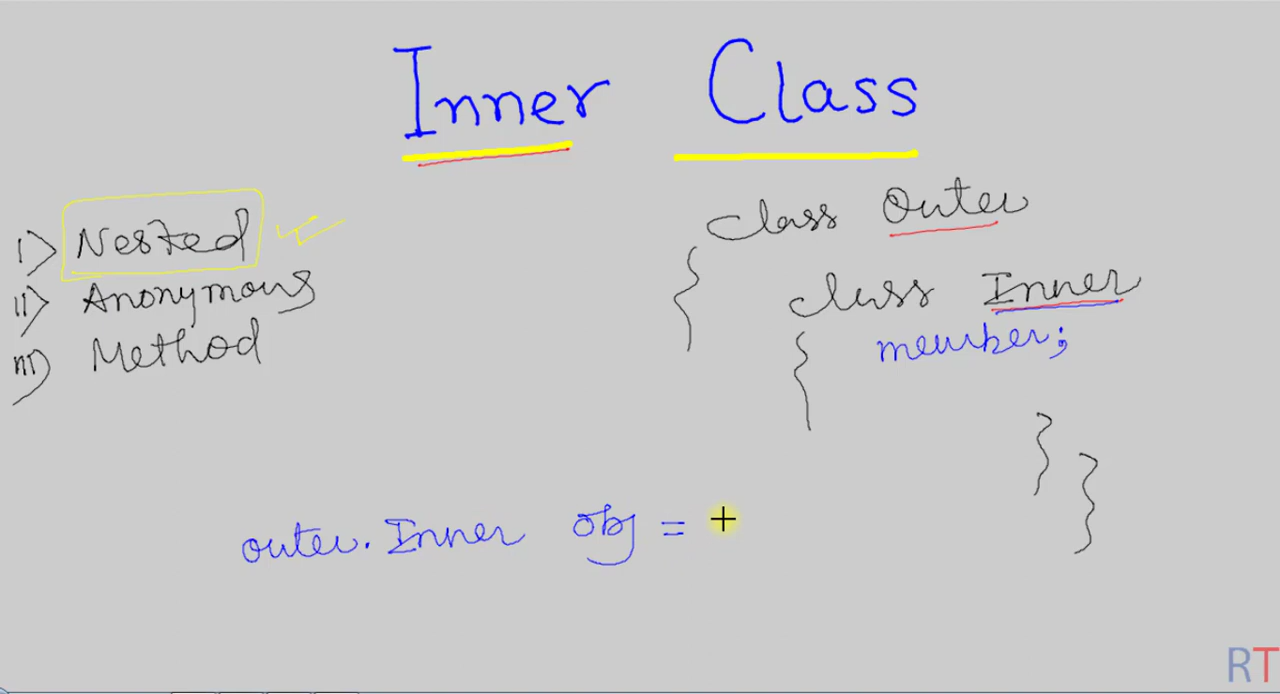 Inner Class
I) Nested
II) Anonymous
III) Method
class Outer
{
class Inner
{ member;
}
}
outer. Inner obj =
RT